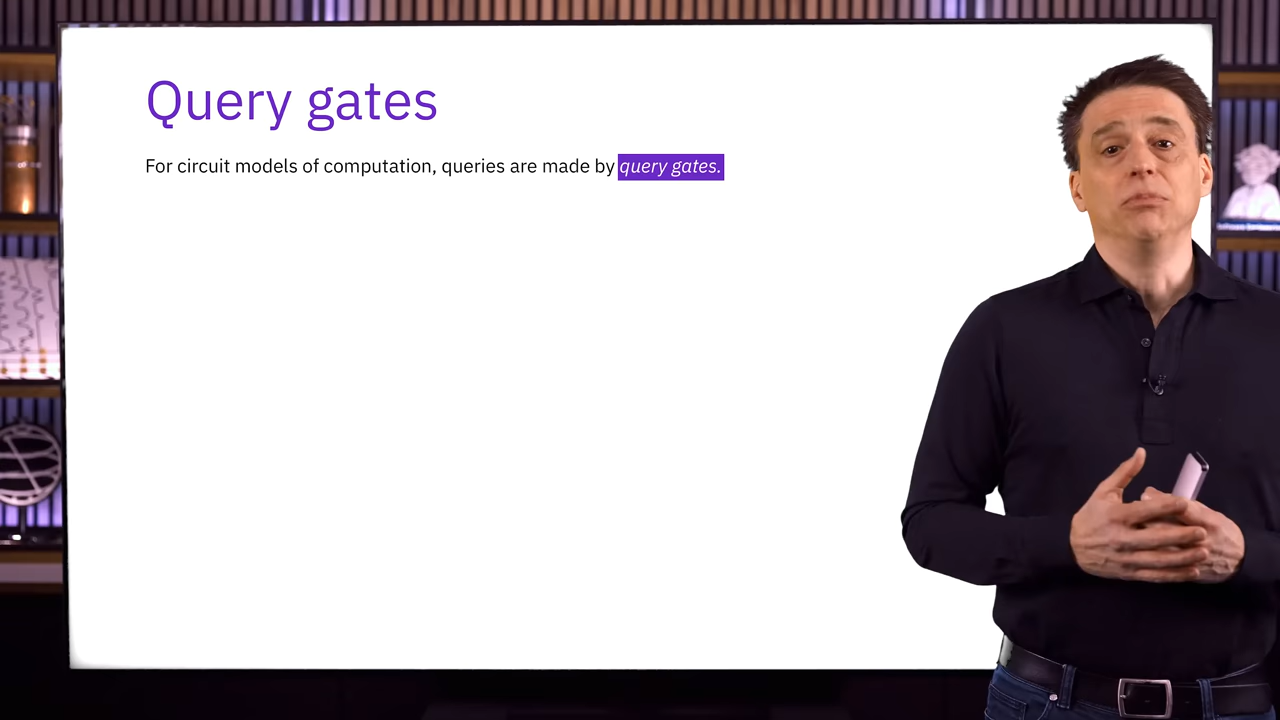 Query gates
For circuit models of computation, queries are made by query gates.